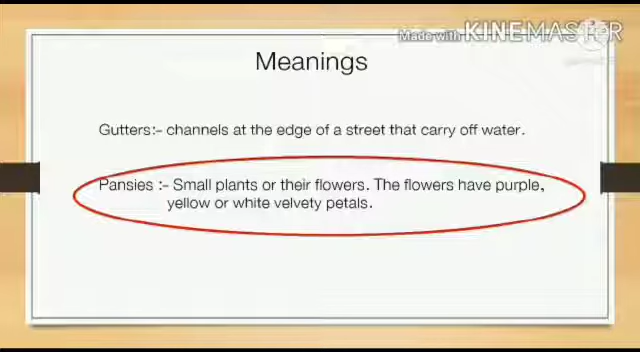 Made with KINEMASTER
Meanings
Gutters:- channels at the edge of a street that carry off water.
Pansies :- Small plants or their flowers. The flowers have purple,
yellow or white velvety petals.